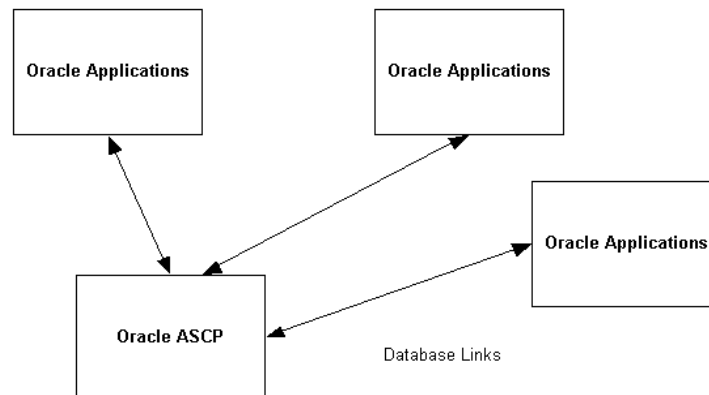 Oracle Applications
Oracle Applications
Oracle Applications
Oracle ASCP
Database Links